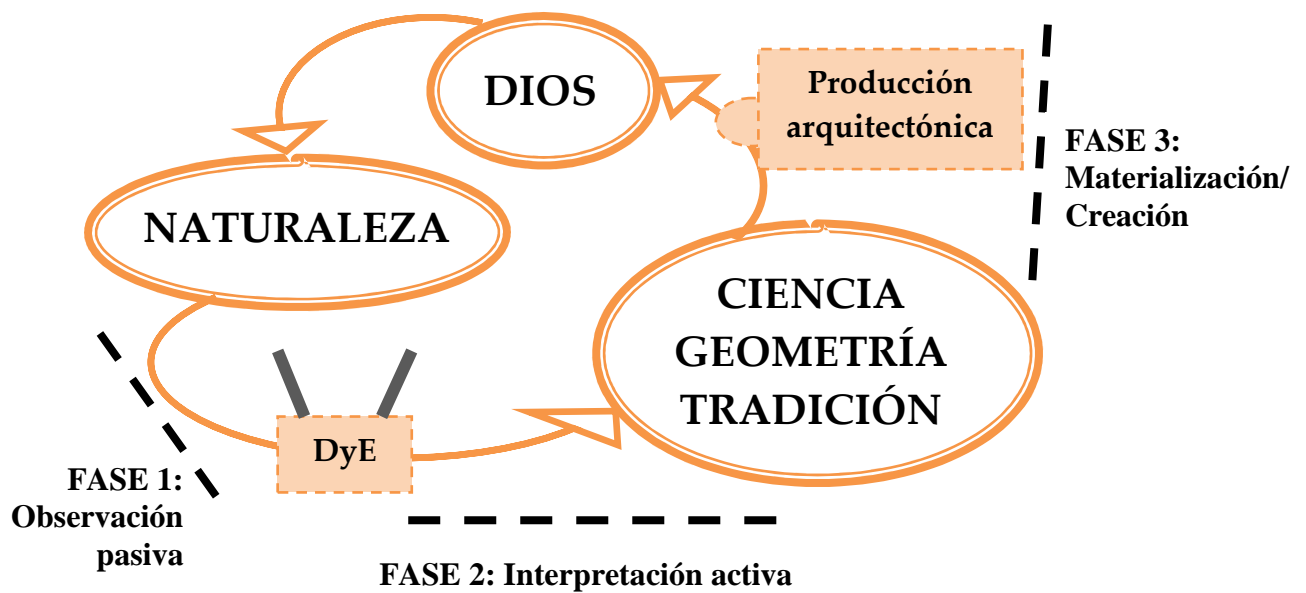 DIOS
Producción
arquitectónica
FASE 3:
Materialización/
Creación
NATURALEZA
CIENCIA
GEOMETRÍA
TRADICIÓN
DyE
FASE 1:
Observación
pasiva
FASE 2: Interpretación activa